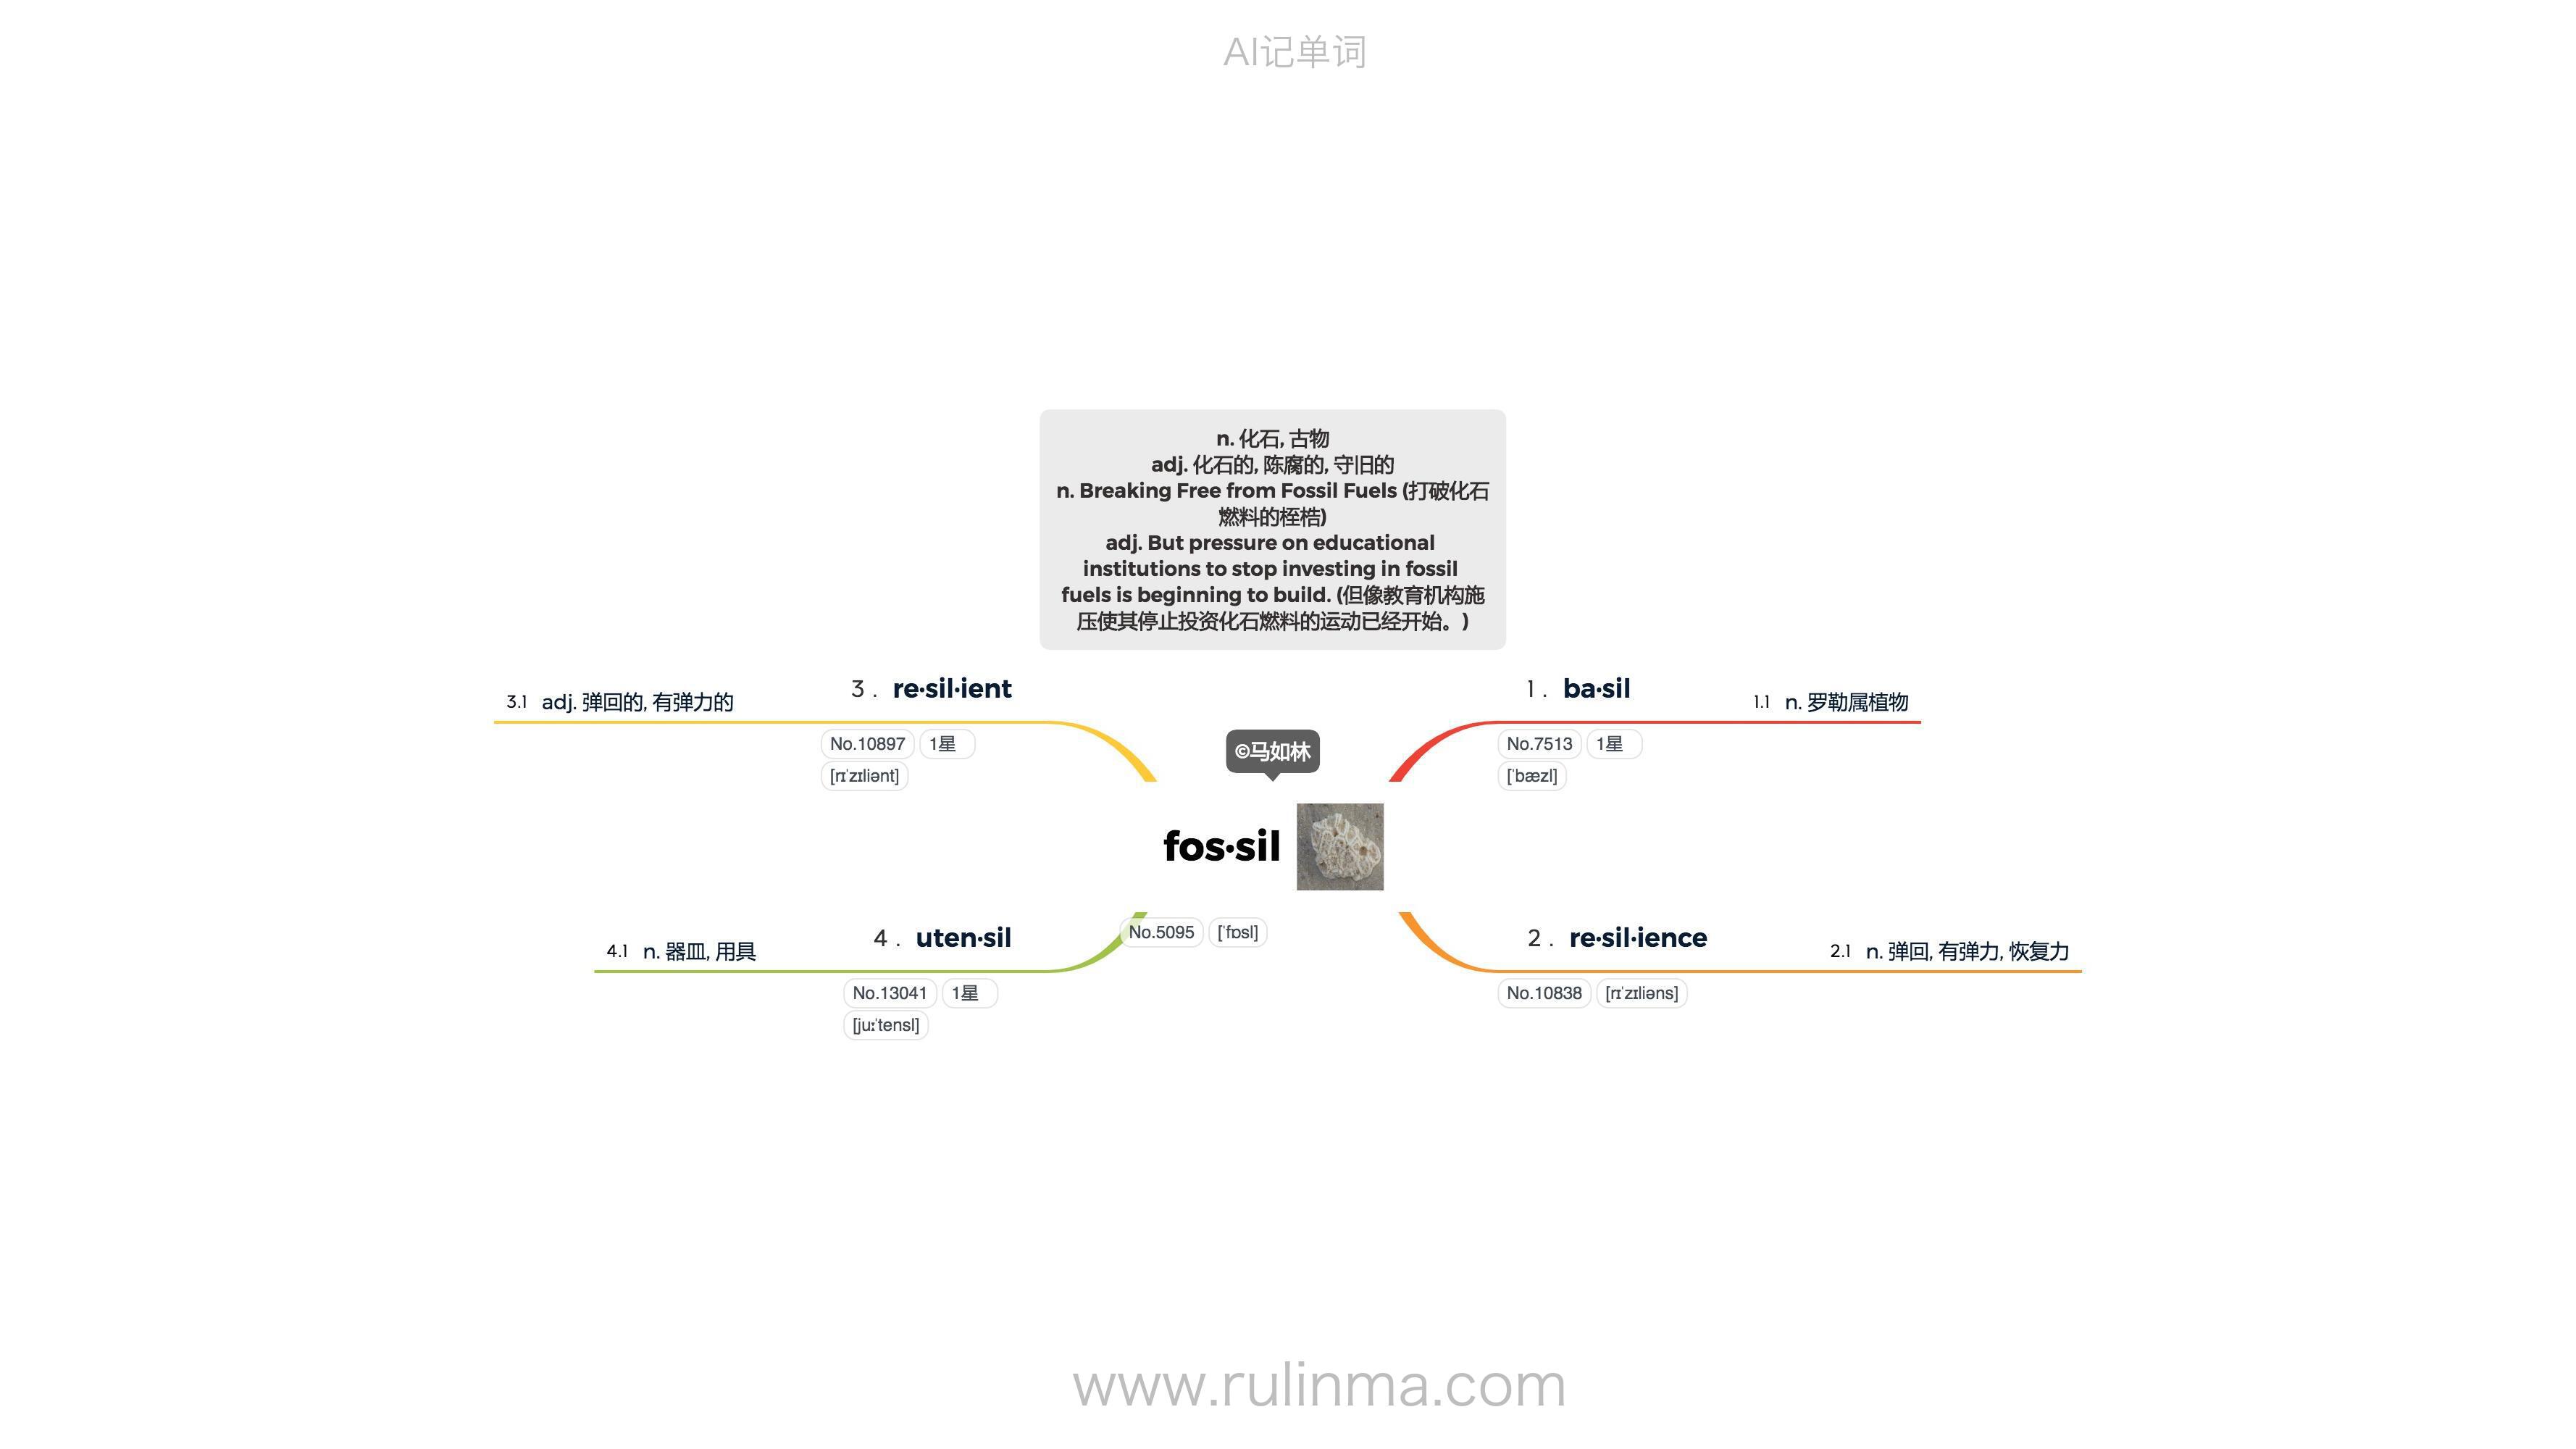 AI记单词
n. 化石, 古物
adj. 化石的, 陈腐的, 守旧的
n. Breaking Free from Fossil Fuels (打破化石
燃料的桎梏)
adj. But pressure on educational
institutions to stop investing in fossil
fuels is beginning to build. (但像教育机构施
压使其停止投资化石燃料的运动已经开始。)
3 . re·sil·ient
3.1 adj. 弹回的, 有弹力的
No.10897 1星
[rɪˈzɪliənt]
1 . ba·sil
1.1 n. 罗勒属植物
No.7513 1星
[ˈbæzl]
©马如林
fos·sil
No.5095 [ˈfɒsl]
4 . uten·sil
4.1 n. 器皿, 用具
No.13041 1星
[juːˈtensl]
2 . re·sil·ience
2.1 n. 弹回, 有弹力, 恢复力
No.10838 [rɪˈzɪliəns]
www.rulinma.com